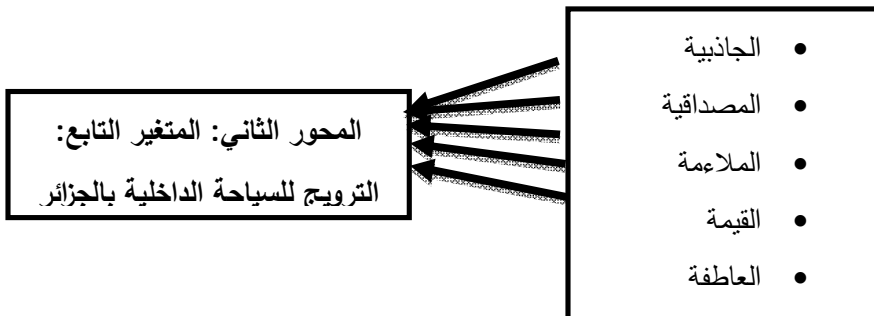 • الجاذبية
• المصداقية
• الملاءمة
• القيمة
• العاطفة
المحور الثاني: المتغير التابع:
الترويج للسياحة الداخلية بالجزائر